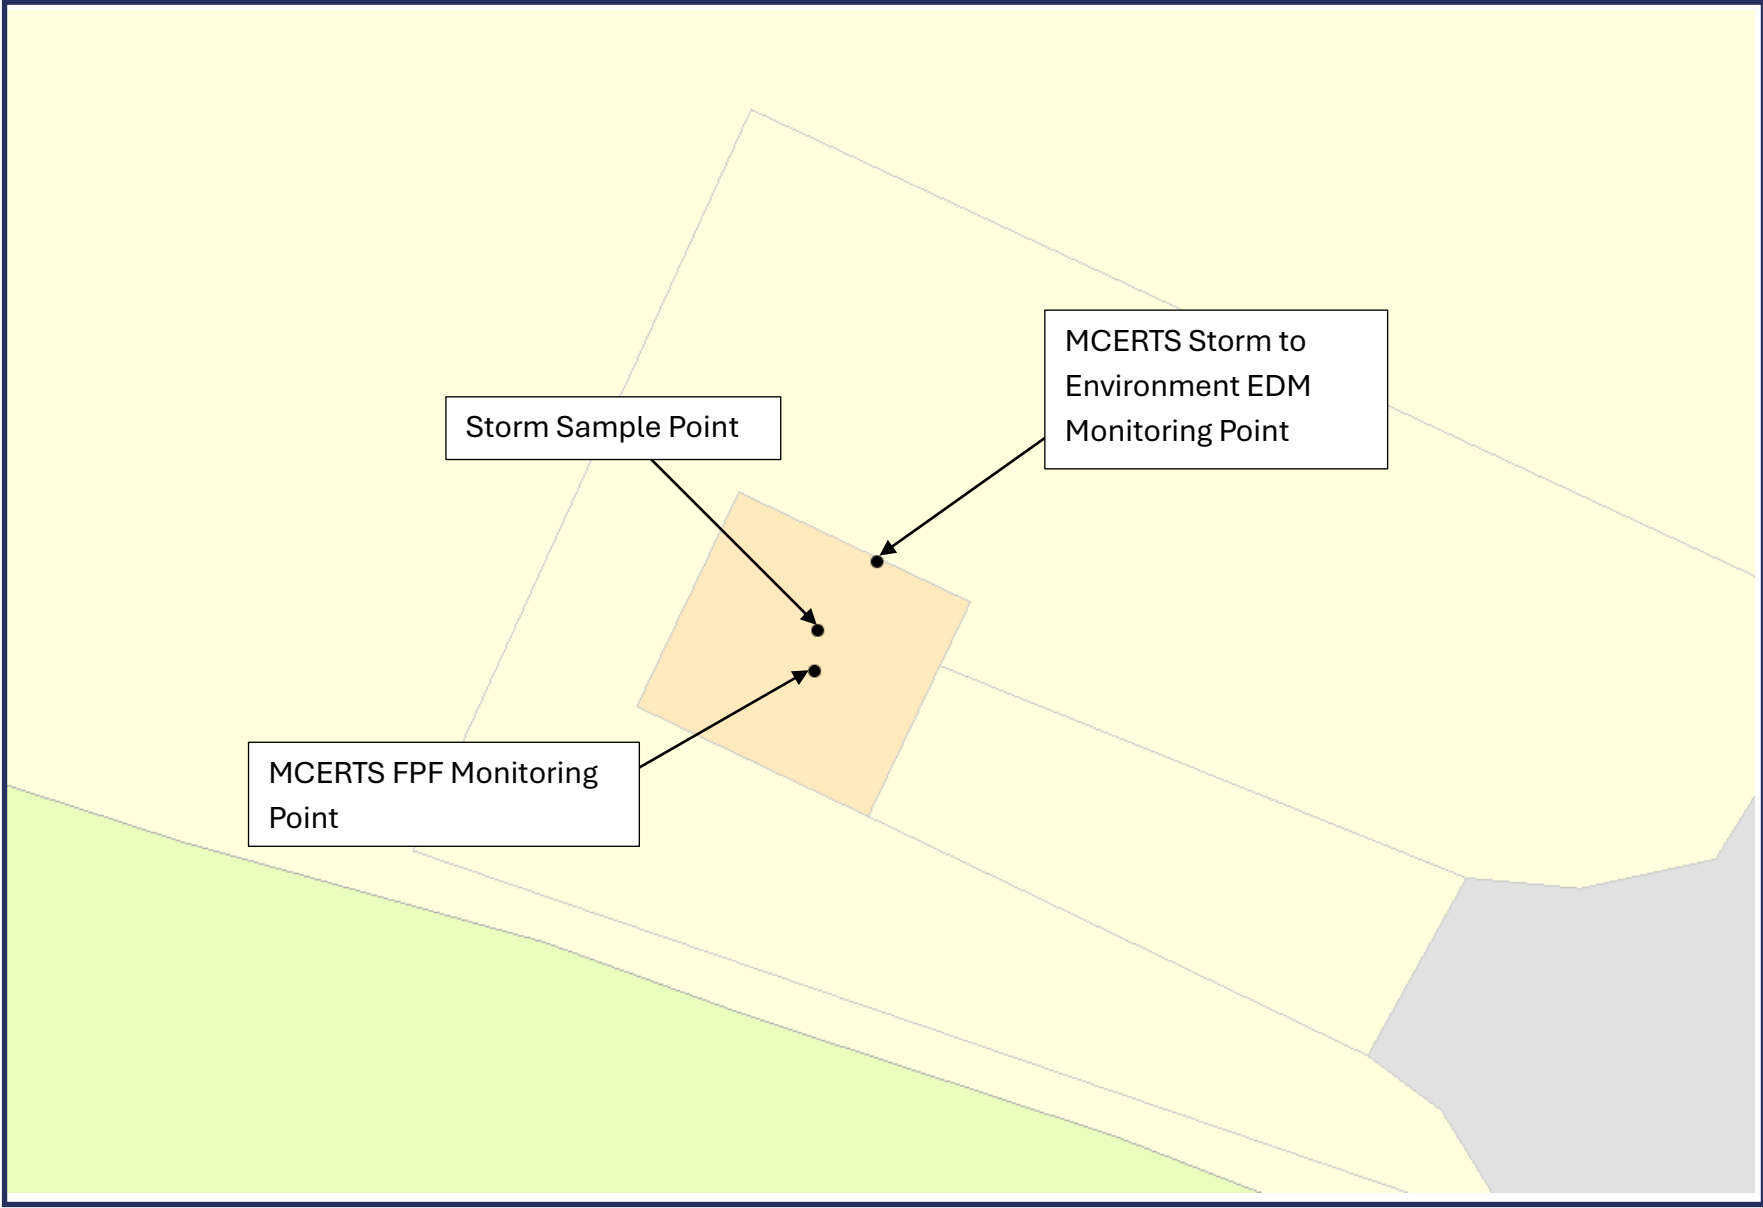 MCERTS Storm to
Environment EDM
Monitoring Point
Storm Sample Point
MCERTS FPF Monitoring
Point